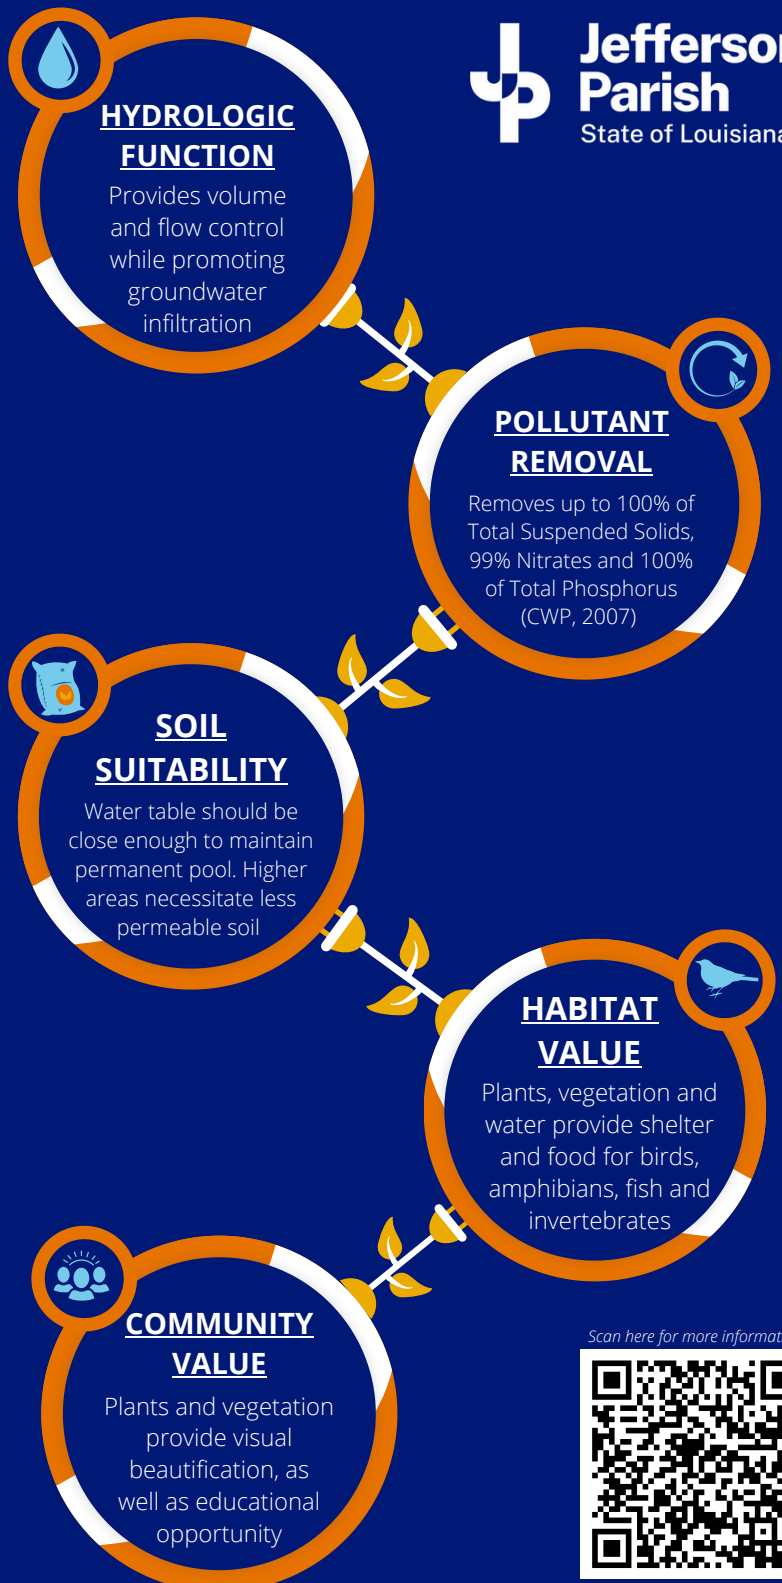 Jefferson
Parish
State of Louisiana
HYDROLOGIC
FUNCTION
Provides volume
and flow control
while promoting
groundwater
infiltration
POLLUTANT
REMOVAL
Removes up to 100% of
Total Suspended Solids,
99% Nitrates and 100%
of Total Phosphorus
(CWP, 2007)
SOIL
SUITABILITY
Water table should be
close enough to maintain
permanent pool. Higher
areas necessitate less
permeable soil
HABITAT
VALUE
Plants, vegetation and
water provide shelter
and food for birds,
amphibians, fish and
invertebrates
COMMUNITY
VALUE
Plants and vegetation
provide visual
beautification, as
well as educational
opportunity
Scan here for more informat